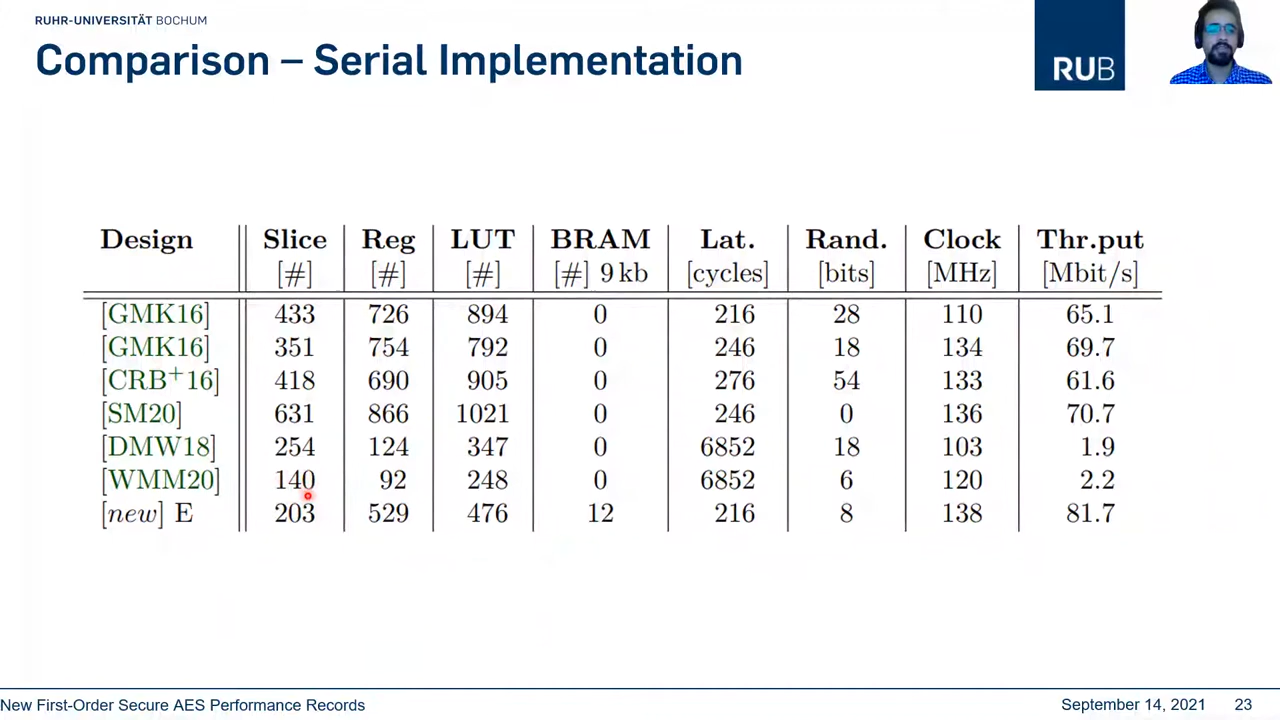 RUHR-UNIVERSITÄT BOCHUM
Comparison – Serial Implementation
RUB
Design Slice Reg LUT BRAM Lat. Rand. Clock Thr.put
[#] [#] [#] [#] 9 kb [cycles] [bits] [MHz] [Mbit/s]
[GMK16] 433 726 894 0 216 28 110 65.1
[GMK16] 351 754 792 0 246 18 134 69.7
[CRB+16] 418 690 905 0 276 54 133 61.6
[SM20] 631 866 1021 0 246 0 136 70.7
[DMW18] 254 124 347 0 6852 18 103 1.9
[WMM20] 140 92 248 0 6852 6 120 2.2
[new] E 203 529 476 12 216 8 138 81.7
New First-Order Secure AES Performance Records September 14, 2021 23